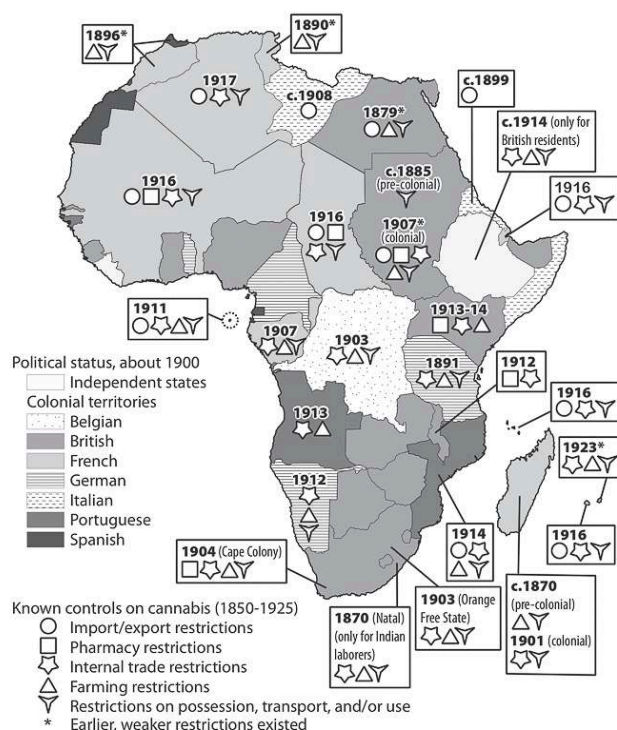 1896*
1890*
1917
c.1908
1879*
c.1899
c.1914 (only for
British residents)
c.1885
(pre-colonial)
1916
1916
1916
1907*
(colonial)
1911
1907
1903
1913-14
1891
1912
1916
1913
1923*
1912
1914
1916
1904 (Cape Colony)
1870 (Natal)
(only for Indian
laborers)
1903 (Orange
Free State)
c.1870
(pre-colonial)
1901 (colonial)
Political status, about 1900
Independent states
Colonial territories
Belgian
British
French
German
Italian
Portuguese
Spanish
Known controls on cannabis (1850-1925)
Import/export restrictions
Pharmacy restrictions
Internal trade restrictions
Farming restrictions
Restrictions on possession, transport, and/or use
* Earlier, weaker restrictions existed